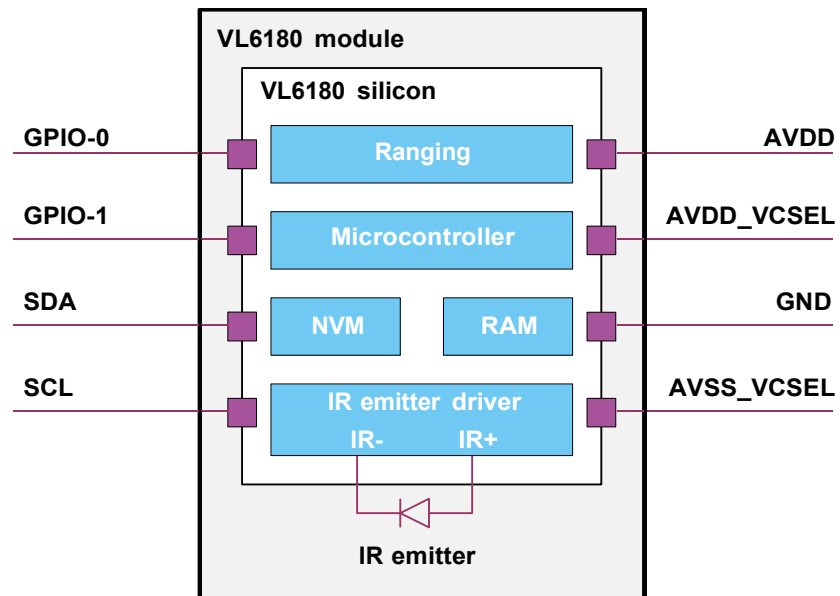 VL6180 module
VL6180 silicon
GPIO-0
Ranging
AVDD
GPIO-1
Microcontroller
AVDD_VCSEL
SDA
NVM
RAM
GND
SCL
IR emitter driver
AVSS_VCSEL
IR-
IR+
IR emitter